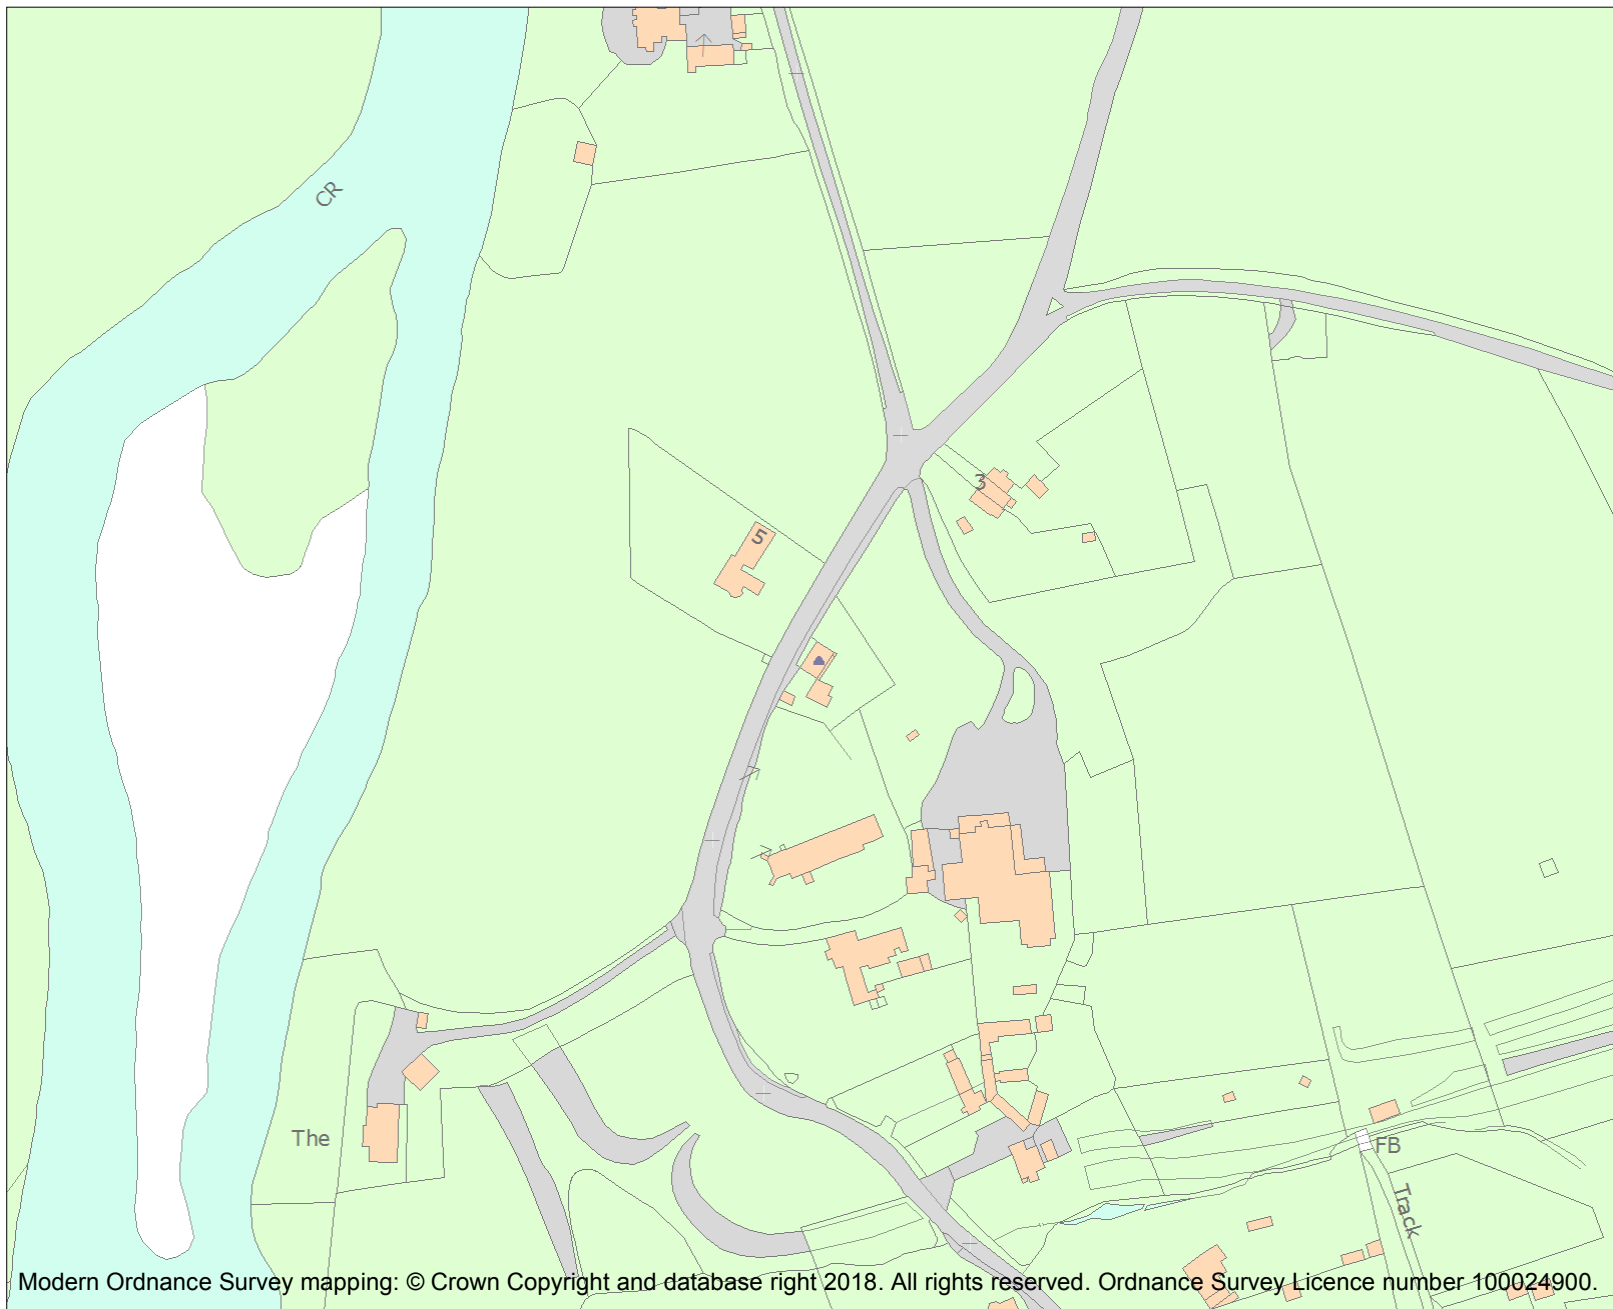 CR
3
5
The
FB
Track
Modern Ordnance Survey mapping: © Crown Copyright and database right 2018. All rights reserved. Ordnance Survey Licence number 100024900.